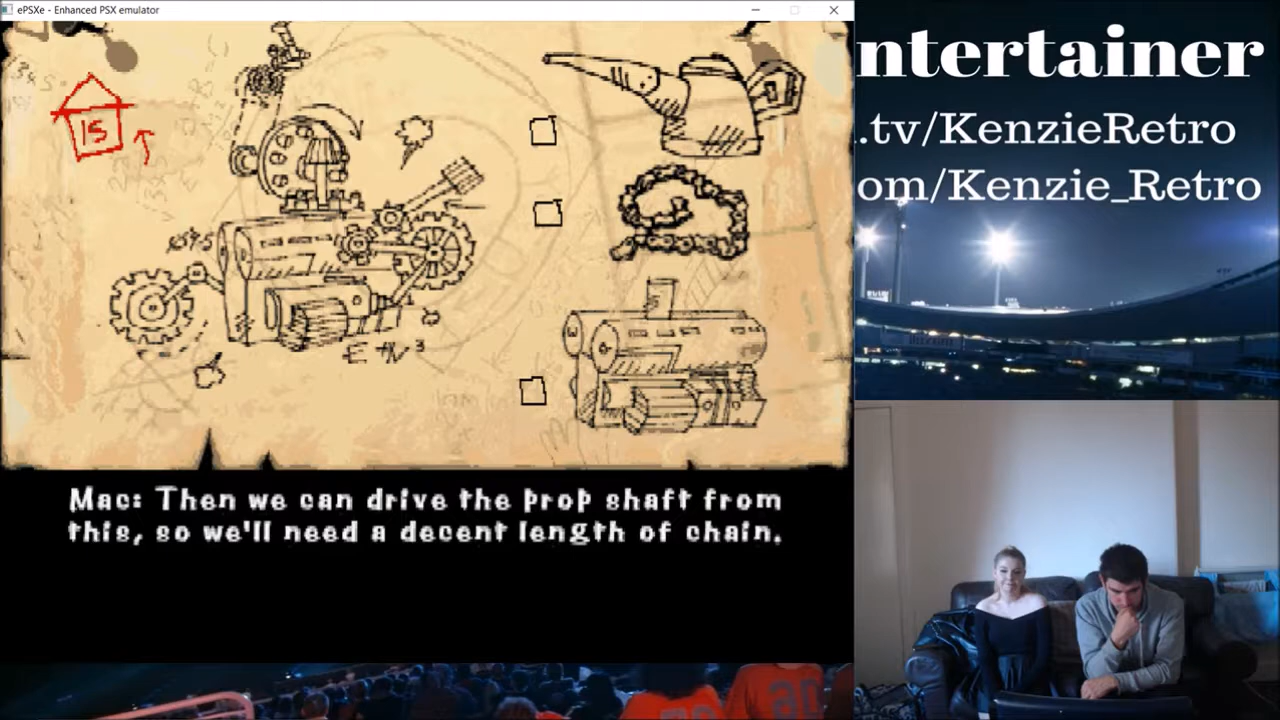 ePSXe - Enhanced PSX emulator
ntertainer
.tv/KenzieRetro
om/Kenzie_Retro
15
Mac: Then we can drive the prop shaft from
this, so we'll need a decent length of chain.